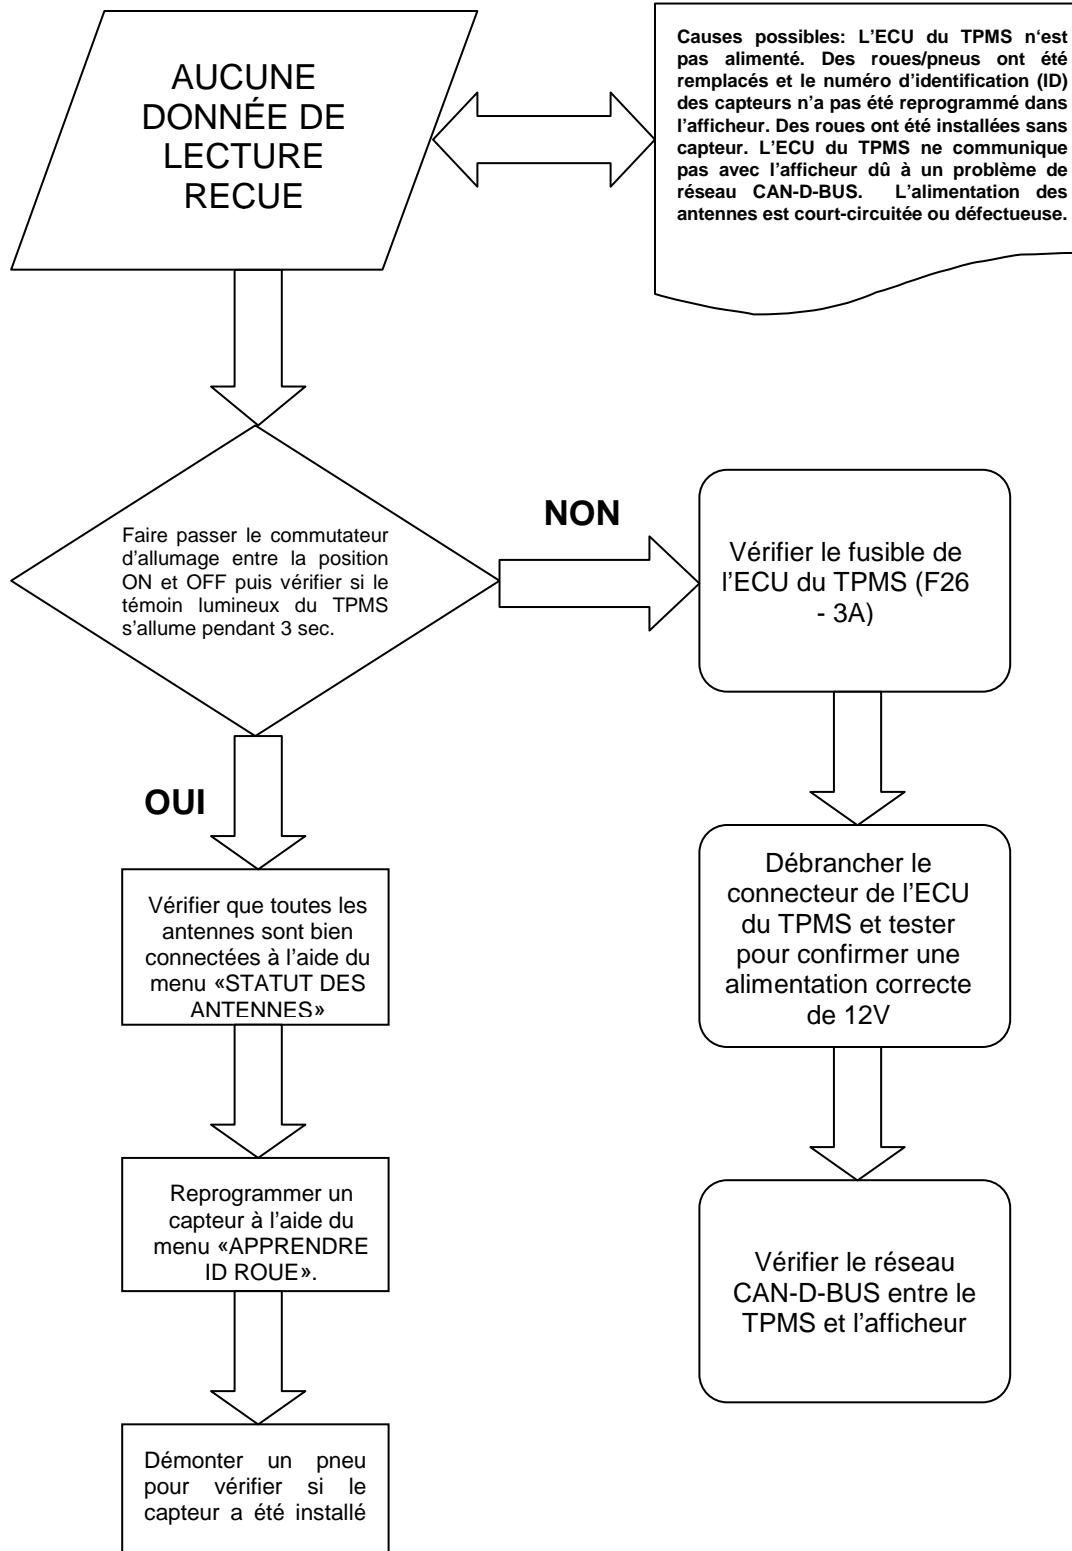 AUCUNE
DONNÉE DE
LECTURE
RECUE
Causes possibles: L’ECU du TPMS n‘est
pas alimenté. Des roues/pneus ont été
remplacés et le numéro d’identification (ID)
des capteurs n’a pas été reprogrammé dans
l’afficheur. Des roues ont été installées sans
capteur. L’ECU du TPMS ne communique
pas avec l’afficheur dû à un problème de
réseau CAN-D-BUS. L’alimentation des
antennes est court-circuitée ou défectueuse.
Faire passer le commutateur
d’allumage entre la position
ON et OFF puis vérifier si le
témoin lumineux du TPMS
s’allume pendant 3 sec.
NON
Vérifier le fusible de
l’ECU du TPMS (F26
- 3A)
OUI
Vérifier que toutes les
antennes sont bien
connectées à l’aide du
menu «STATUT DES
ANTENNES»
Débrancher le
connecteur de l’ECU
du TPMS et tester
pour confirmer une
alimentation correcte
de 12V
Reprogrammer un
capteur à l’aide du
menu «APPRENDRE
ID ROUE».
Vérifier le réseau
CAN-D-BUS entre le
TPMS et l’afficheur
Démonter un pneu
pour vérifier si le
capteur a été installé